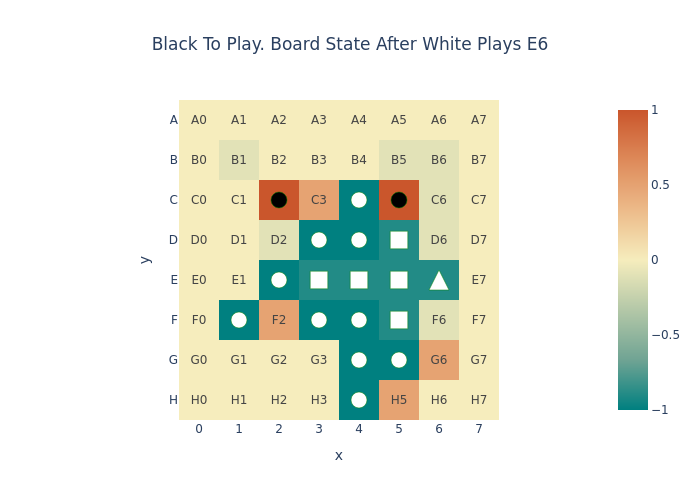 Black To Play. Board State After White Plays E6
A A0 A1 A2 A3 A4 A5 A6 A7
B B0 B1 B2 B3 B4 B5 B6 B7
C C0 C1 C3 C6 C7
D D0 D1 D2 D6 D7
E E0 E1 E7
F F0 F2 F6 F7
G G0 G1 G2 G3 G6 G7
H H0 H1 H2 H3 H5 H6 H7
0 1 2 3 4 5 6 7
x
y
1
0.5
0
−0.5
−1